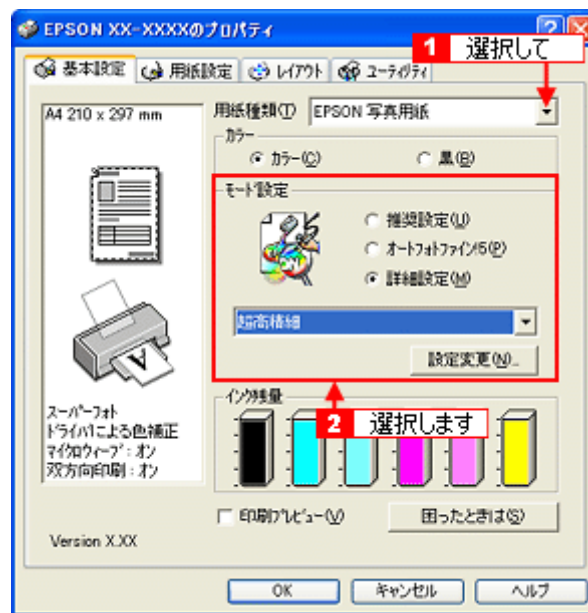 EPSON XX-XXXXのプロパティ
1 選択して
基本設定 用紙設定 レイアウト ユーティリティ
A4 210 x 297 mm
用紙種類(T) EPSON 写真用紙
カラー
カラー(C) 黒(B)
モード設定
推奨設定(U)
オートフォトファイン!5(P)
詳細設定(M)
超高精細
設定変更(N)...
インク残量
2 選択します
スーパーフォト
ドライバによる色補正
マイクロウィーブ : オン
双方向印刷 : オン
印刷プレビュー(V) 困ったときは(S)
Version X.XX
OK キャンセル ヘルプ